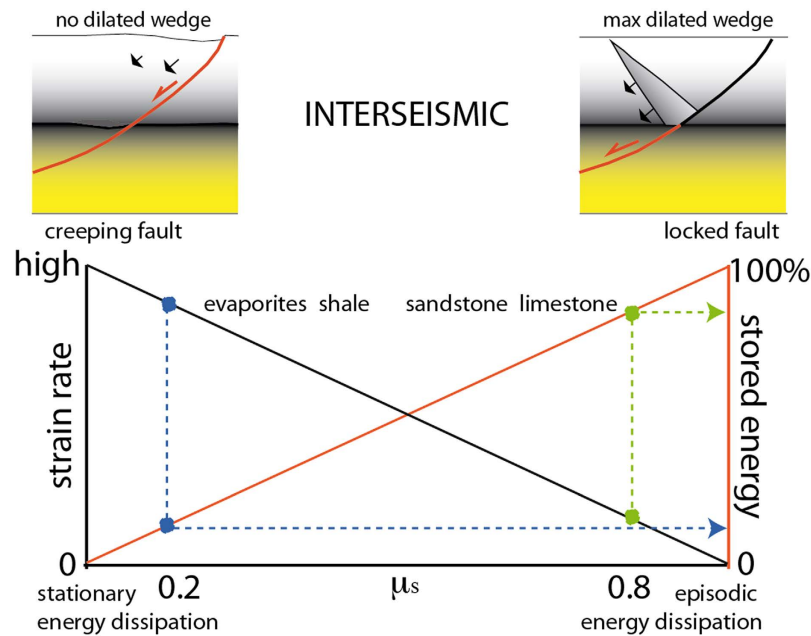 no dilated wedge
max dilated wedge
INTERSEISMIC
creeping fault
locked fault
high
100%
evaporites shale sandstone limestone
strain rate
stored energy
0
0
0.2
μs
0.8
stationary
energy dissipation
episodic
energy dissipation